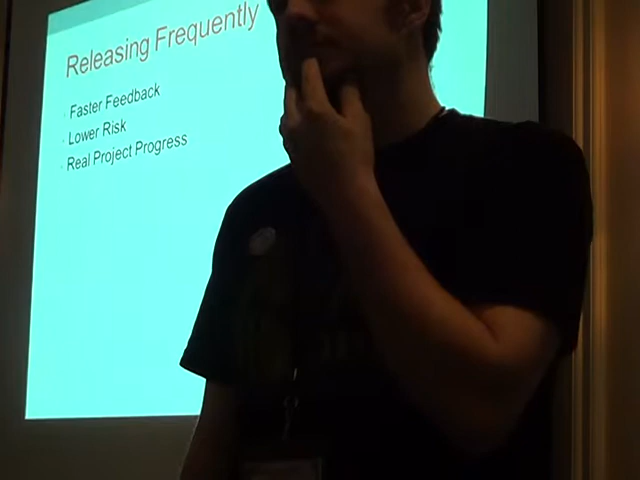 Releasing Frequently
Faster Feedback
Lower Risk
Real Project Progress